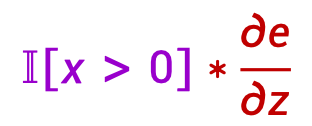 𝕀[x > 0] * ∂e/∂z